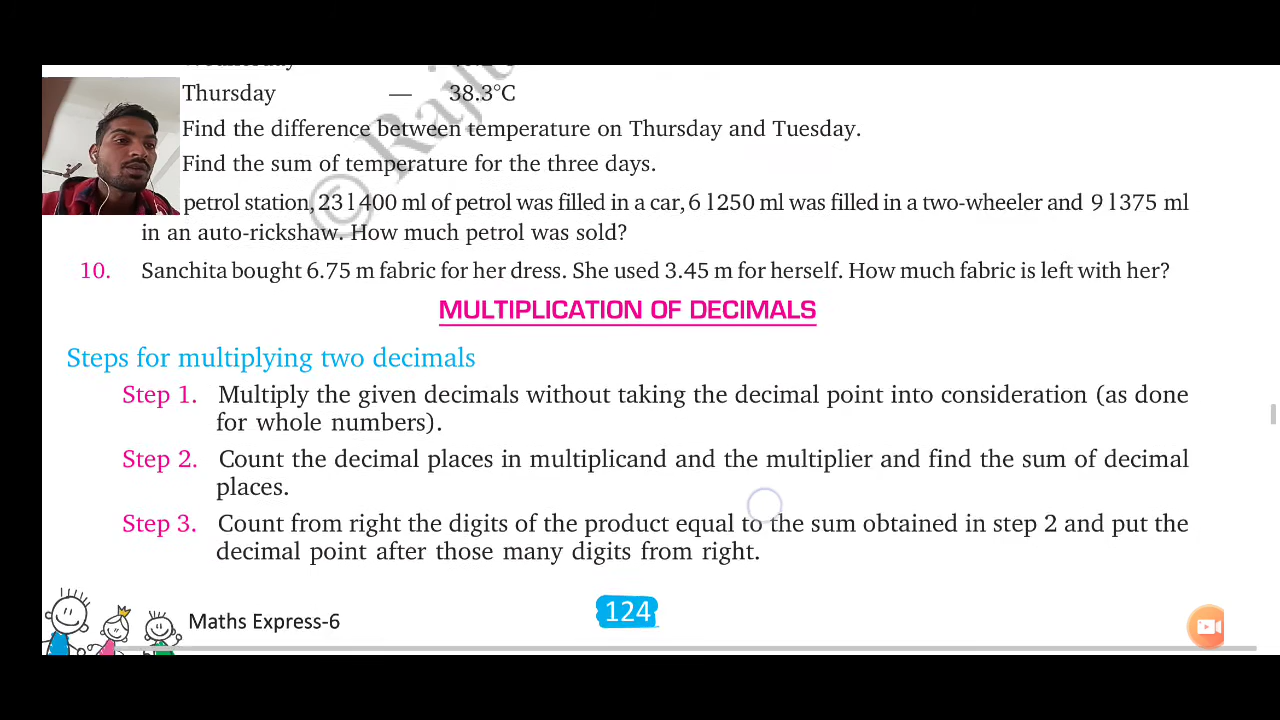 Thursday — 38.3°C
Find the difference between temperature on Thursday and Tuesday.
Find the sum of temperature for the three days.
petrol station, 23 l 400 ml of petrol was filled in a car, 6 l 250 ml was filled in a two-wheeler and 9 l 375 ml
in an auto-rickshaw. How much petrol was sold?
10. Sanchita bought 6.75 m fabric for her dress. She used 3.45 m for herself. How much fabric is left with her?
MULTIPLICATION OF DECIMALS
Steps for multiplying two decimals
Step 1. Multiply the given decimals without taking the decimal point into consideration (as done
for whole numbers).
Step 2. Count the decimal places in multiplicand and the multiplier and find the sum of decimal
places.
Step 3. Count from right the digits of the product equal to the sum obtained in step 2 and put the
decimal point after those many digits from right.
Maths Express-6
124